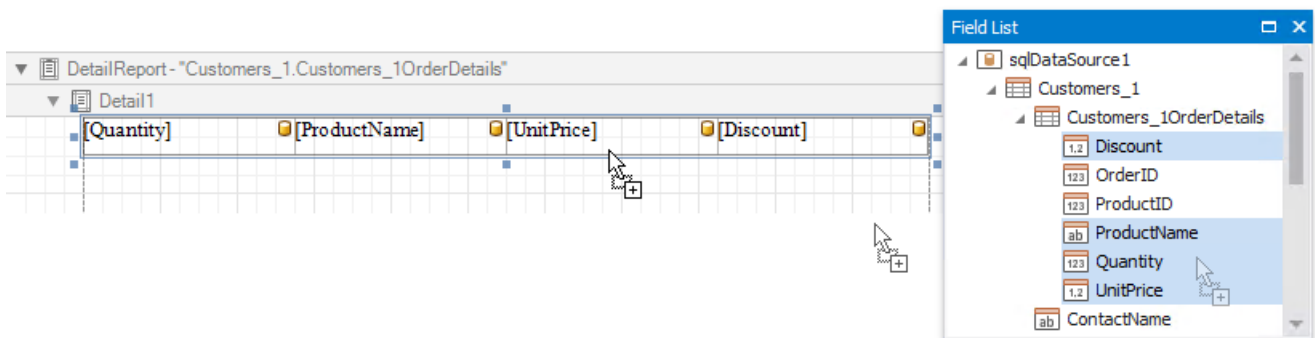 DetailReport - "Customers_1.Customers_1OrderDetails"
Detail1
[Quantity] [ProductName] [UnitPrice] [Discount]
Field List
sqlDataSource1
Customers_1
Customers_1OrderDetails
1.2 Discount
123 OrderID
123 ProductID
ab ProductName
123 Quantity
1.2 UnitPrice
ab ContactName